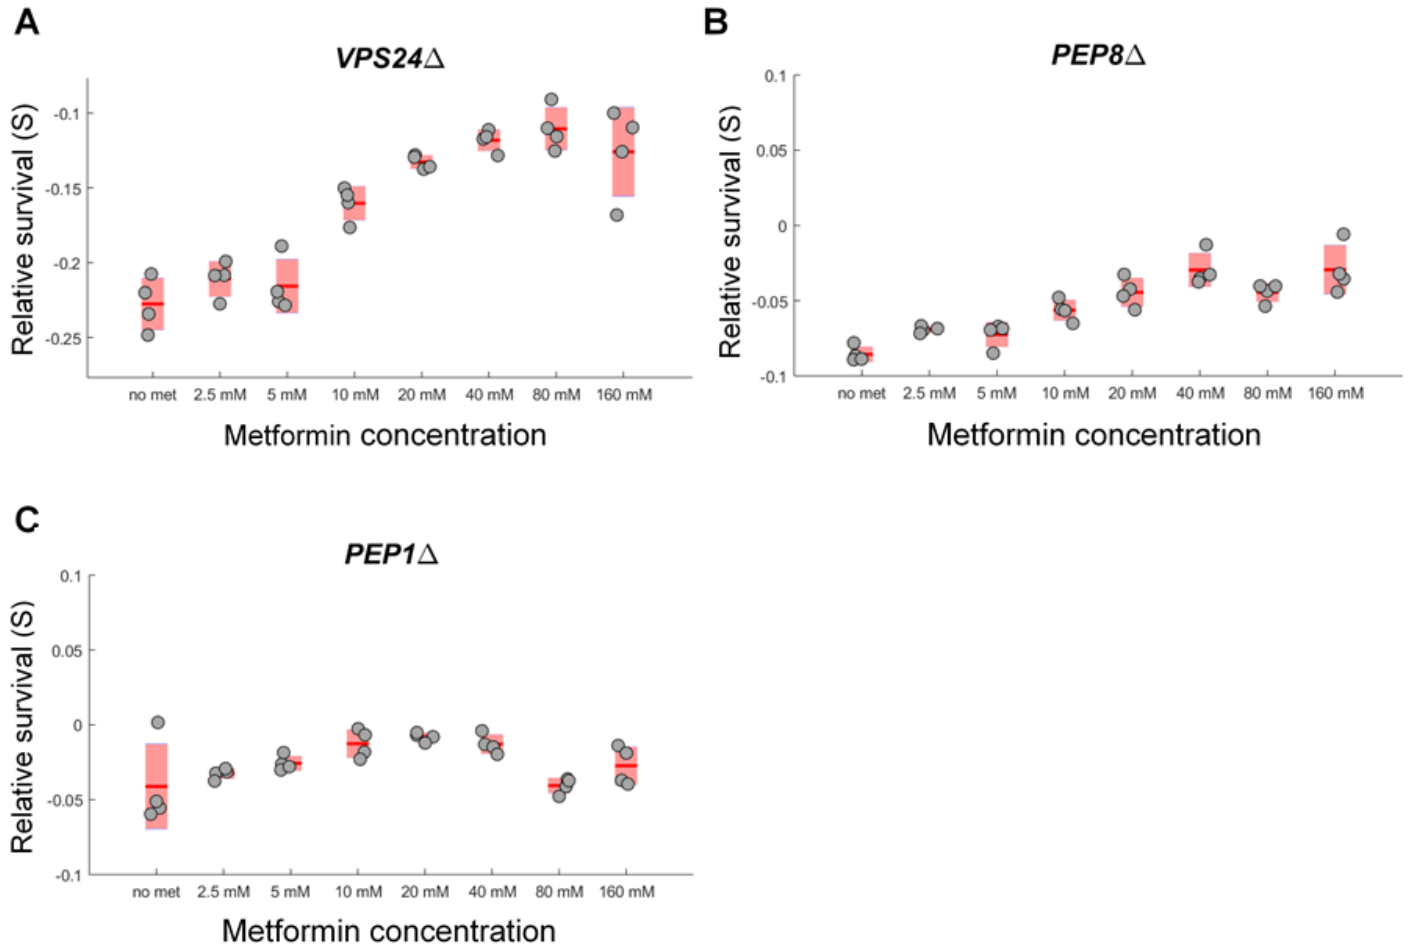 A
VPS24Δ
Relative survival (S)
-0.1
-0.15
-0.2
-0.25
no met 2.5 mM 5 mM 10 mM 20 mM 40 mM 80 mM 160 mM
Metformin concentration
B
PEP8Δ
Relative survival (S)
0.1
0.05
0
-0.05
-0.1
no met 2.5 mM 5 mM 10 mM 20 mM 40 mM 80 mM 160 mM
Metformin concentration
C
PEP1Δ
Relative survival (S)
0.1
0.05
0
-0.05
-0.1
no met 2.5 mM 5 mM 10 mM 20 mM 40 mM 80 mM 160 mM
Metformin concentration